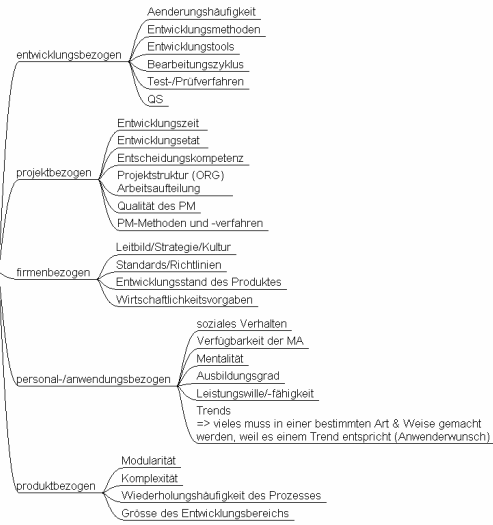 entwicklungsbezogen
Aenderungshäufigkeit
Entwicklungsmethoden
Entwicklungstools
Bearbeitungszyklus
Test-/Prüfverfahren
QS
projektbezogen
Entwicklungszeit
Entwicklungsetat
Entscheidungskompetenz
Projektstruktur (ORG)
Arbeitsaufteilung
Qualität des PM
PM-Methoden und -verfahren
firmenbezogen
Leitbild/Strategie/Kultur
Standards/Richtlinien
Entwicklungsstand des Produktes
Wirtschaftlichkeitsvorgaben
personal-/anwendungsbezogen
soziales Verhalten
Verfügbarkeit der MA
Mentalität
Ausbildungsgrad
Leistungswille/-fähigkeit
Trends
=> vieles muss in einer bestimmten Art & Weise gemacht
werden, weil es einem Trend entspricht (Anwenderwunsch)
produktbezogen
Modularität
Komplexität
Wiederholungshäufigkeit des Prozesses
Grösse des Entwicklungsbereichs